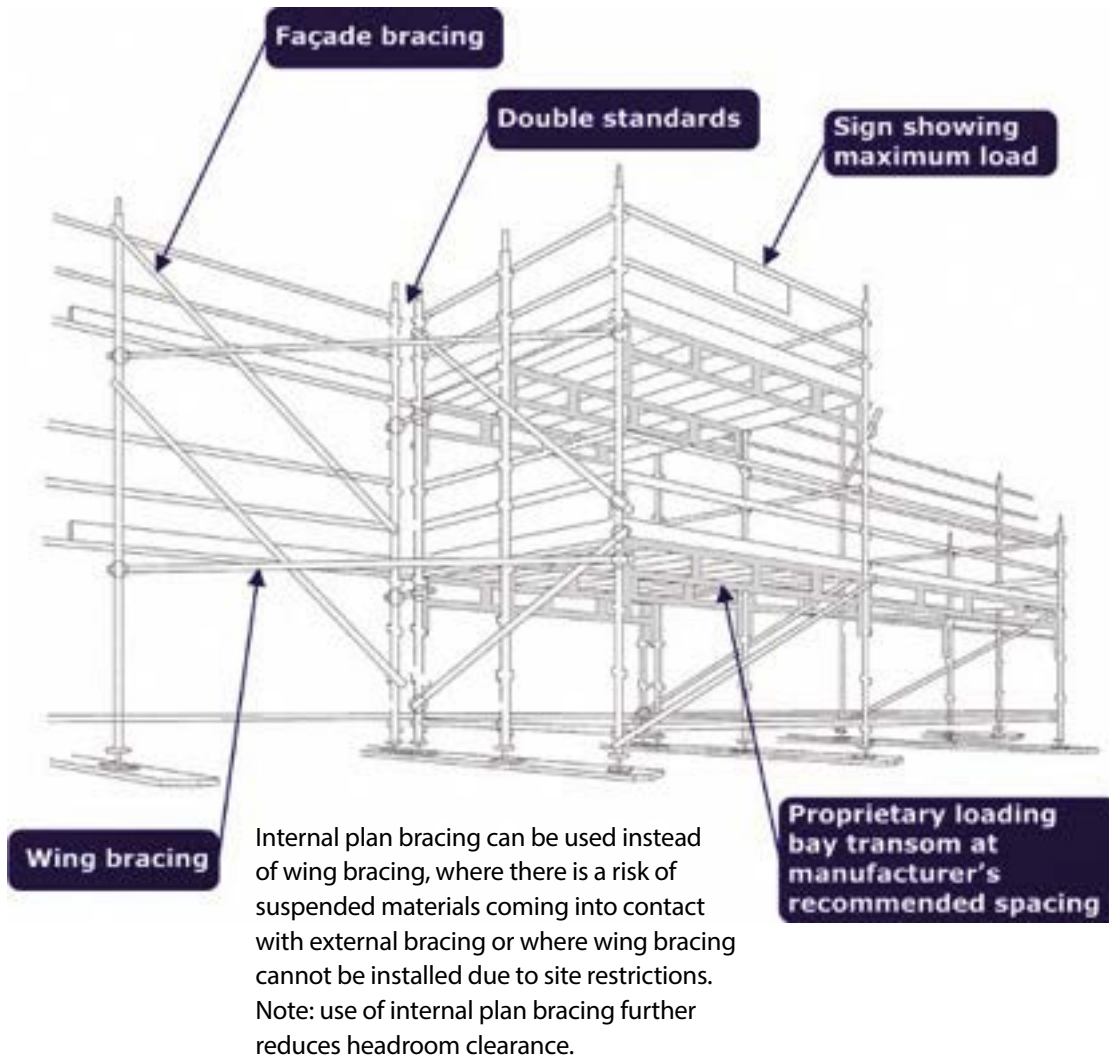 Façade bracing
Double standards
Sign showing
maximum load
Wing bracing
Internal plan bracing can be used instead
of wing bracing, where there is a risk of
suspended materials coming into contact
with external bracing or where wing bracing
cannot be installed due to site restrictions.
Note: use of internal plan bracing further
reduces headroom clearance.
Proprietary loading
bay transom at
manufacturer's
recommended spacing